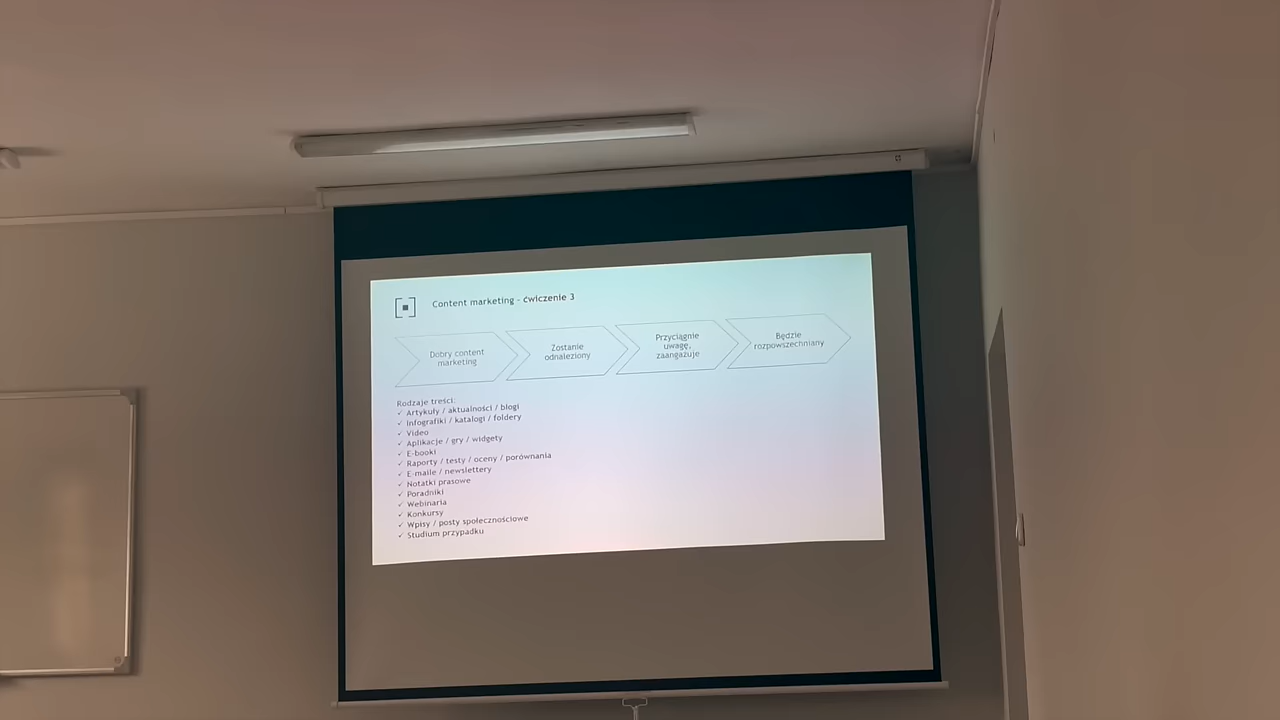 Content marketing - ćwiczenie 3
Dobry content
marketing
Zostanie
odnaleziony
Przyciągnie
uwagę,
zaangażuje
Będzie
rozpowszechniany
Rodzaje treści:
✓ Artykuły / aktualności / blogi
✓ Infografiki / katalogi / foldery
✓ Video
✓ Aplikacje / gry / widgety
✓ E-booki
✓ Raporty / testy / oceny / porównania
✓ E-maile / newslettery
✓ Notatki prasowe
✓ Poradniki
✓ Webinaria
✓ Konkursy
✓ Wpisy / posty społecznościowe
✓ Studium przypadku